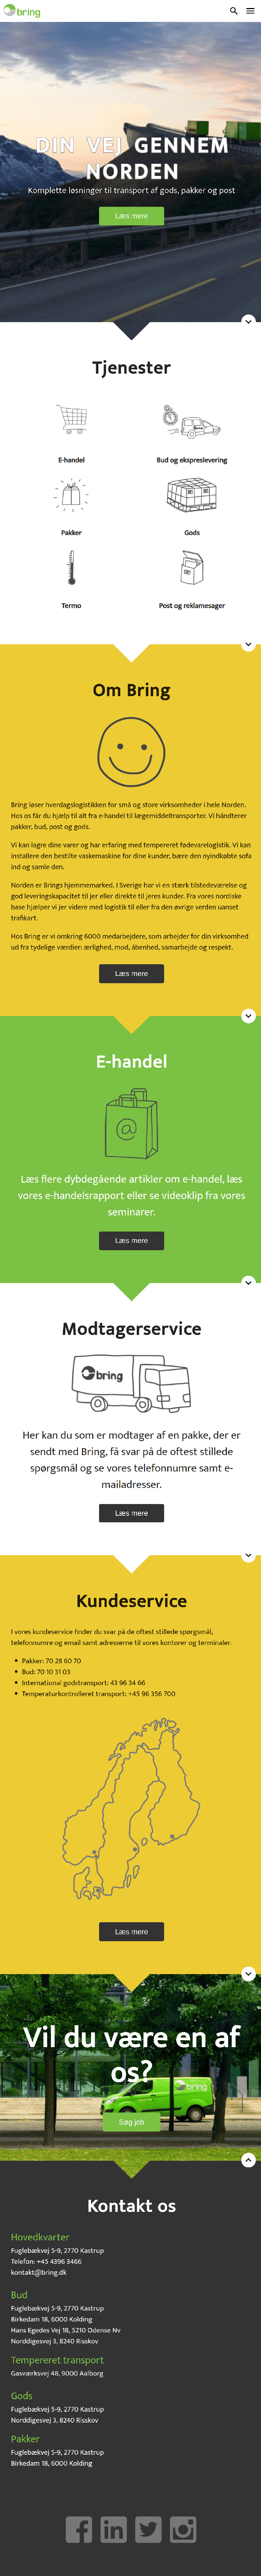 bring
DIN VEJ GENNEM
NORDEN
Komplette løsninger til transport af gods, pakker og post
Læs mere
Tjenester
E-handel
Bud og ekspreslevering
Pakker
Gods
Termo
Post og reklamesager
Om Bring
Bring løser hverdagslogistikken for små og store virksomheder i hele Norden.
Hos os får du hjælp til alt fra e-handel til lægemiddeltransporter. Vi håndterer
pakker, bud, post og gods.
Vi kan lagre dine varer og har erfaring med tempereret fødevarelogistik. Vi kan
installere den bestilte vaskemaskine for dine kunder, bære den nyindkøbte sofa
ind og samle den.
Norden er Brings hjemmemarked. I Sverige har vi en stærk tilstedeværelse og
god leveringskapacitet til jer eller direkte til jeres kunder. Fra vores nordiske
base hjælper vi jer videre med logistik til eller fra den øvrige verden uanset
trafikart.
Hos Bring er vi omkring 6000 medarbejdere, som arbejder for din virksomhed
ud fra tydelige værdier: ærlighed, mod, åbenhed, samarbejde og respekt.
Læs mere
E-handel
@
Læs flere dybdegående artikler om e-handel, læs
vores e-handelsrapport eller se videoklip fra vores
seminarer.
Læs mere
Modtagerservice
bring
Her kan du som er modtager af en pakke, der er
sendt med Bring, få svar på de oftest stillede
spørgsmål og se vores telefonnumre samt e-
mailadresser.
Læs mere
Kundeservice
I vores kundeservice finder du svar på de oftest stillede spørgsmål,
telefonnumre og email samt adresserne til vores kontorer og terminaler.
Pakker: 70 28 60 70
Bud: 70 10 31 03
International godstransport: 43 96 34 66
Temperaturkontrolleret transport: +45 96 356 700
Læs mere
Vil du være en af
os?
bring
Søg job
Kontakt os
Hovedkvarter
Fuglebækvej 5-9, 2770 Kastrup
Telefon: +45 4396 3466
kontakt@bring.dk
Bud
Fuglebækvej 5-9, 2770 Kastrup
Birkedam 18, 6000 Kolding
Hans Egedes Vej 18, 5210 Odense Nv
Norddigesvej 3, 8240 Risskov
Tempereret transport
Gasværksvej 48, 9000 Aalborg
Gods
Fuglebækvej 5-9, 2770 Kastrup
Norddigesvej 3, 8240 Risskov
Pakker
Fuglebækvej 5-9, 2770 Kastrup
Birkedam 18, 6000 Kolding